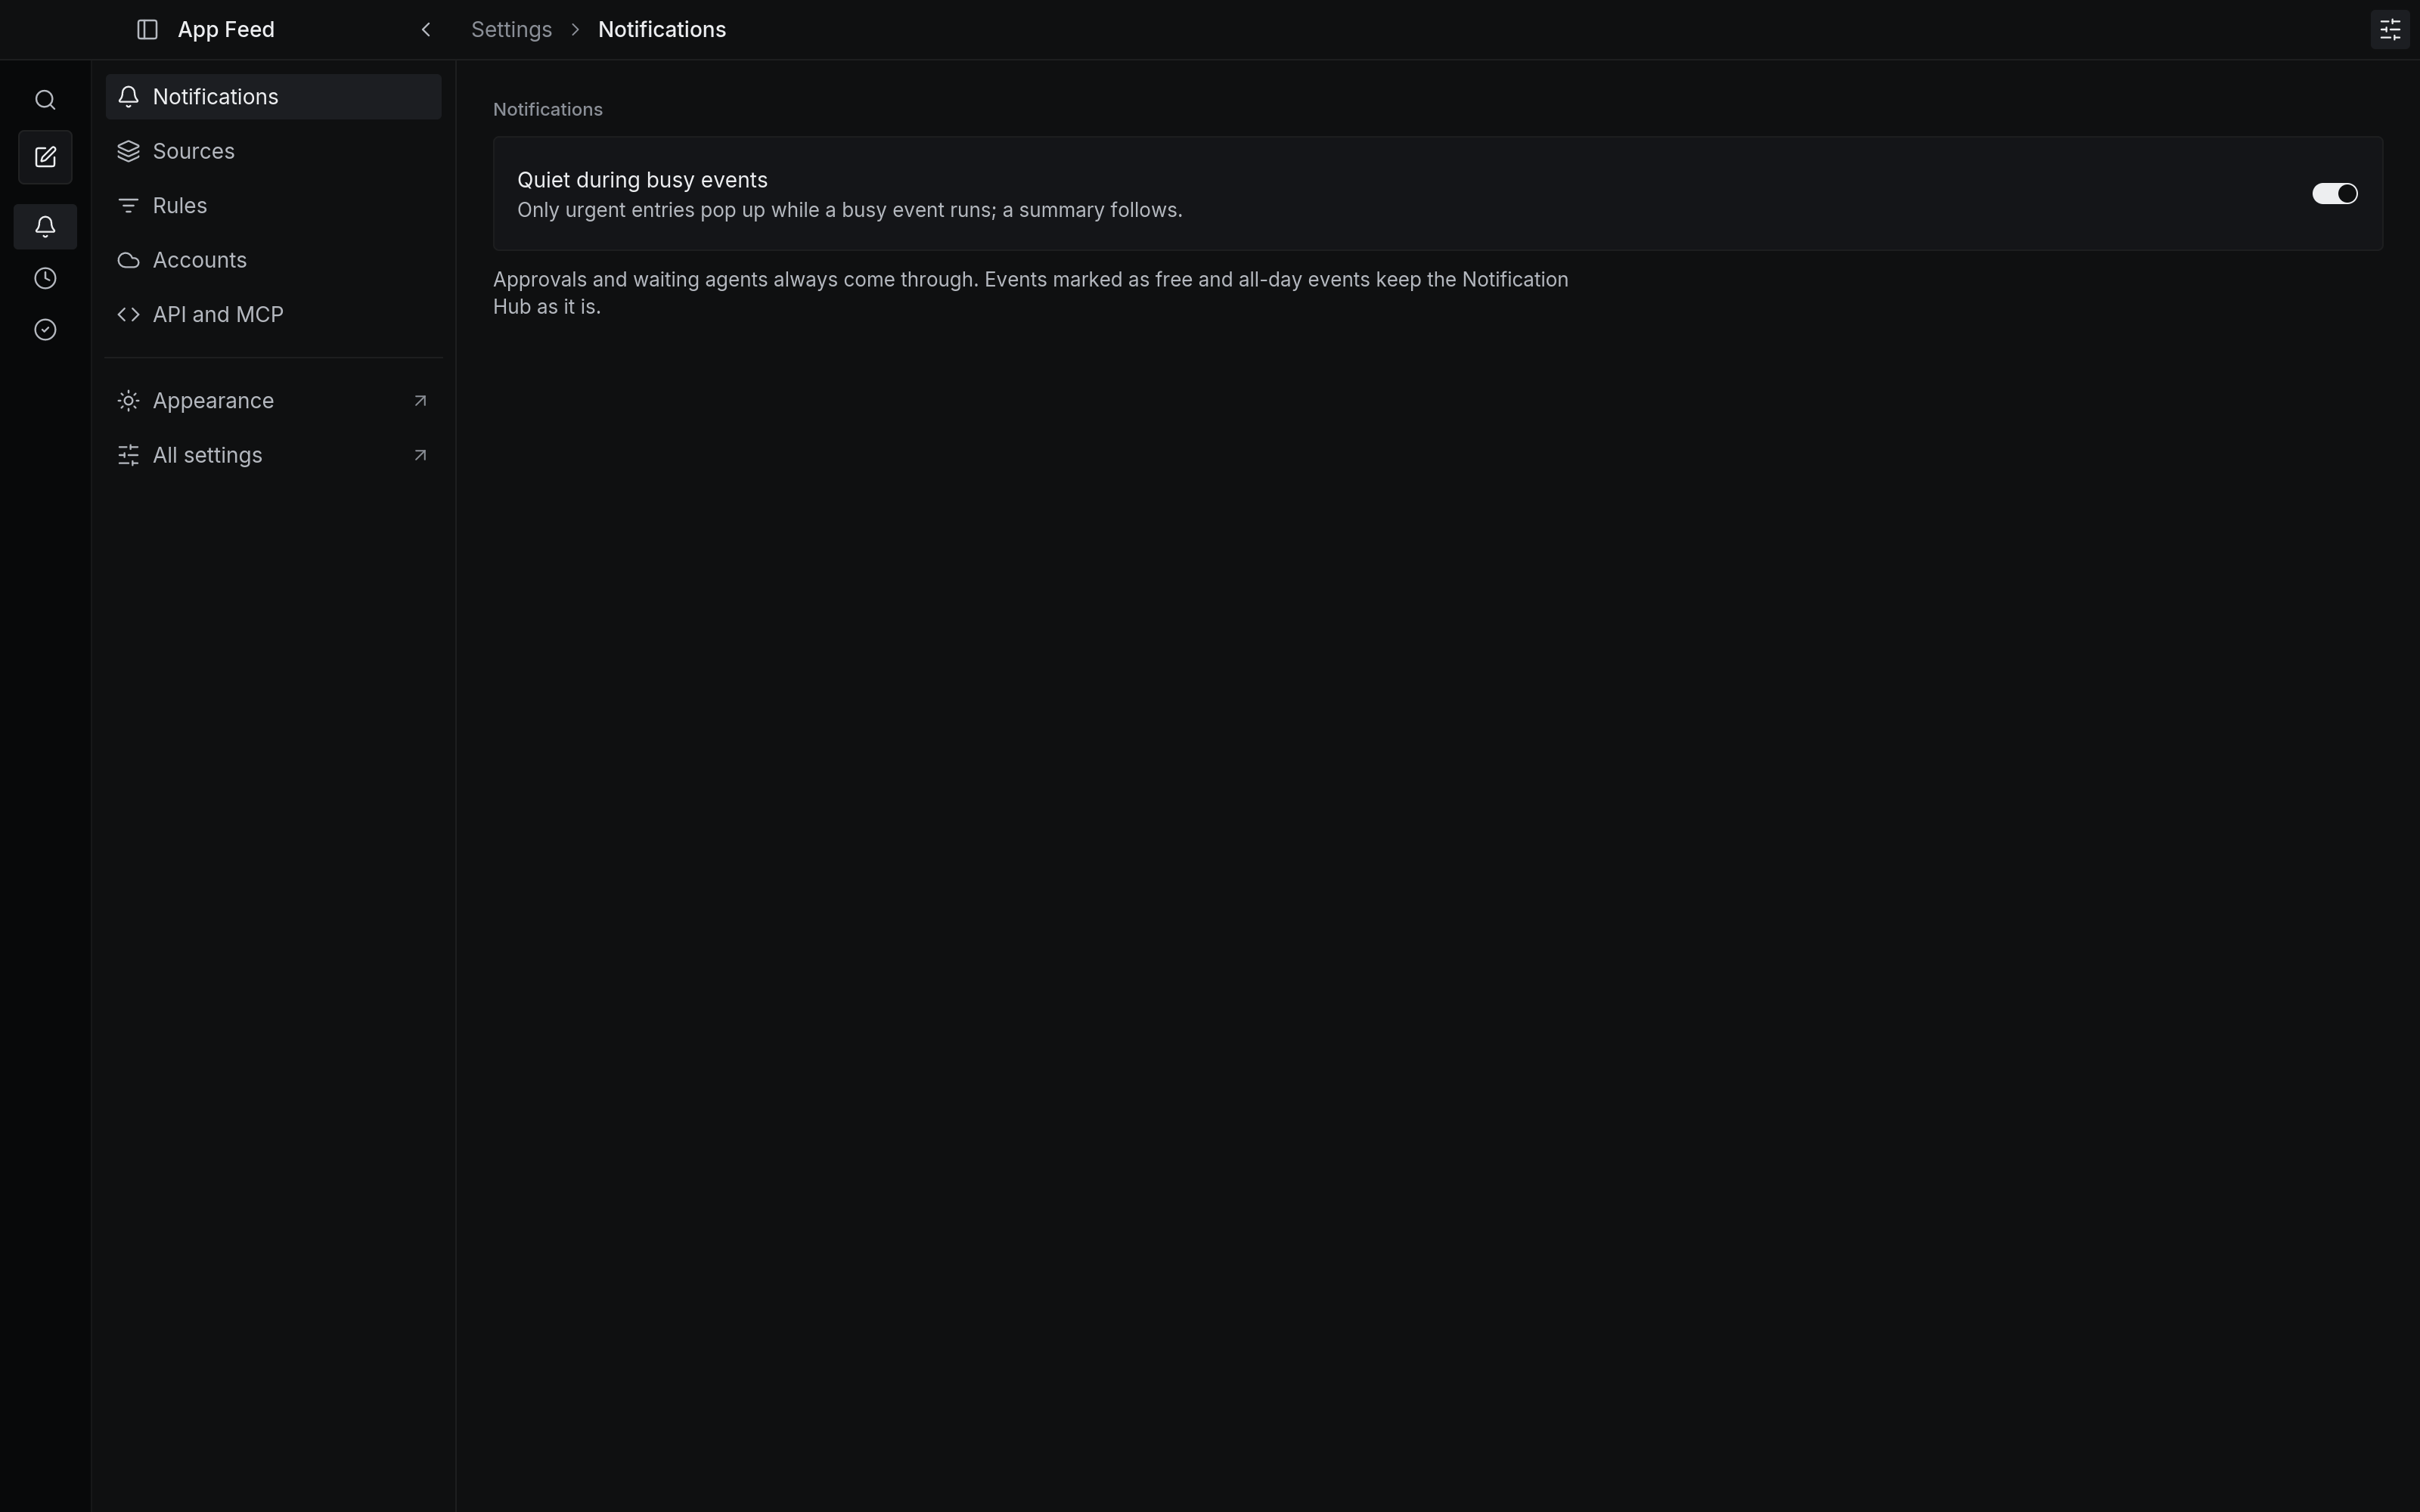 App Feed
Settings
Notifications
Notifications
Sources
Rules
Accounts
API and MCP
Appearance
All settings
Notifications
Quiet during busy events
Only urgent entries pop up while a busy event runs; a summary follows.
Approvals and waiting agents always come through. Events marked as free and all-day events keep the Notification
Hub as it is.